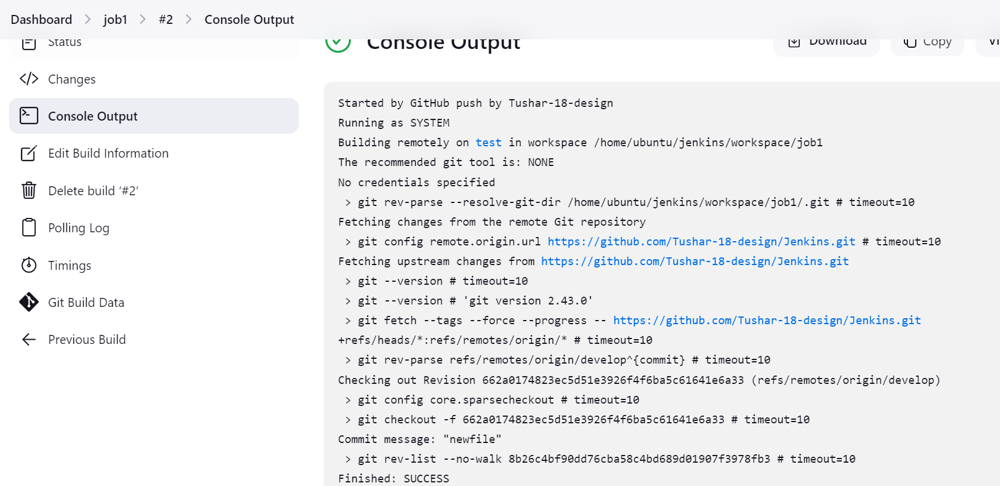 Dashboard > job1 > #2 > Console Output
Status
Changes
Console Output
Edit Build Information
Delete build ‘#2’
Polling Log
Timings
Git Build Data
Previous Build
Console Output
Download
Copy
Started by GitHub push by Tushar-18-design
Running as SYSTEM
Building remotely on test in workspace /home/ubuntu/jenkins/workspace/job1
The recommended git tool is: NONE
No credentials specified
 > git rev-parse --resolve-git-dir /home/ubuntu/jenkins/workspace/job1/.git # timeout=10
Fetching changes from the remote Git repository
 > git config remote.origin.url https://github.com/Tushar-18-design/Jenkins.git # timeout=10
Fetching upstream changes from https://github.com/Tushar-18-design/Jenkins.git
 > git --version # timeout=10
 > git --version # 'git version 2.43.0'
 > git fetch --tags --force --progress -- https://github.com/Tushar-18-design/Jenkins.git
+refs/heads/*:refs/remotes/origin/* # timeout=10
 > git rev-parse refs/remotes/origin/develop^{commit} # timeout=10
Checking out Revision 662a0174823ec5d51e3926f4f6ba5c61641e6a33 (refs/remotes/origin/develop)
 > git config core.sparsecheckout # timeout=10
 > git checkout -f 662a0174823ec5d51e3926f4f6ba5c61641e6a33 # timeout=10
Commit message: "newfile"
 > git rev-list --no-walk 8b26c4bf90dd76cba58c4bd689d01907f3978fb3 # timeout=10
Finished: SUCCESS